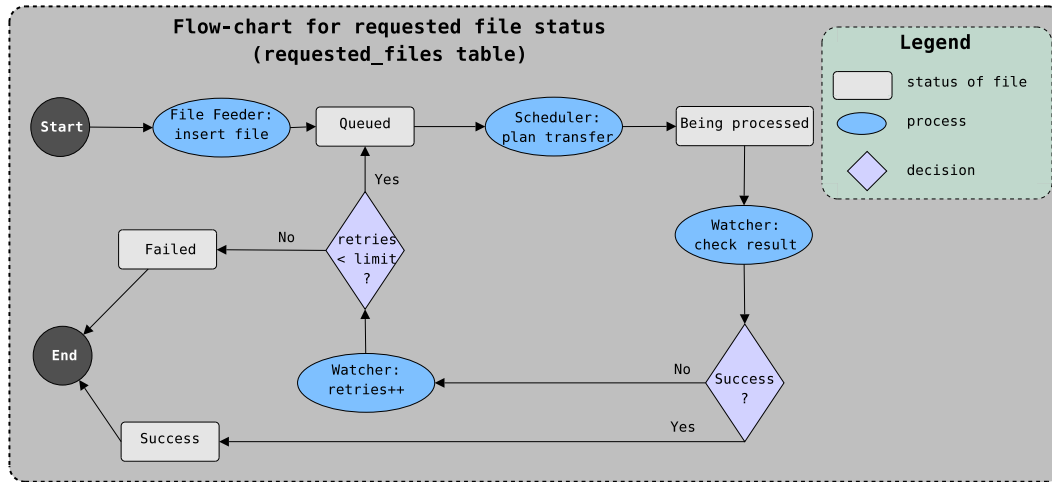 Flow-chart for requested file status
(requested_files table)
Legend
status of file
process
decision
Start
File Feeder:
insert file
Queued
Scheduler:
plan transfer
Being processed
Yes
Watcher:
check result
Failed
No
retries
< limit
?
End
Watcher:
retries++
No
Success
?
Success
Yes